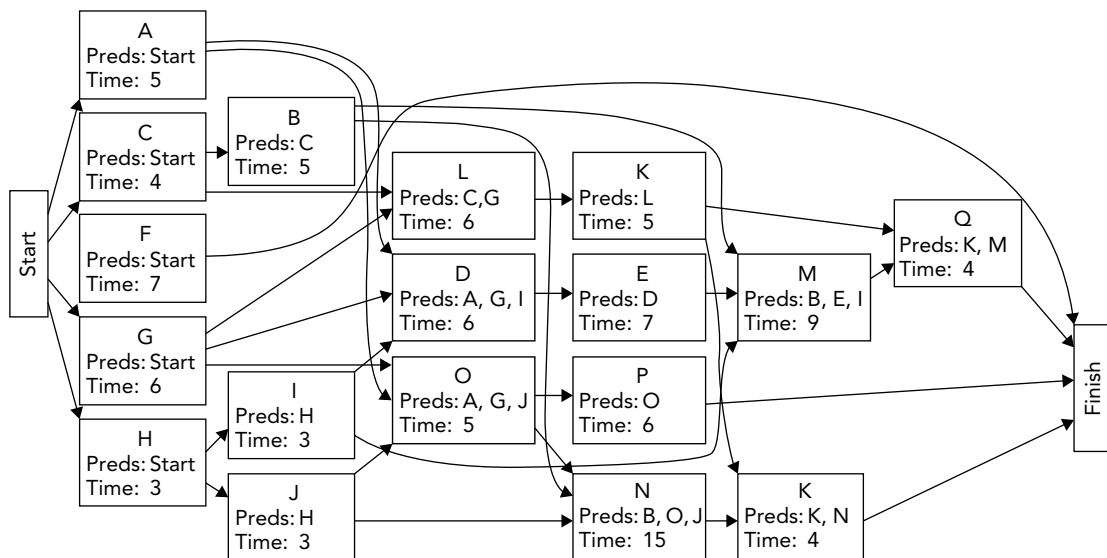 Start
A
Preds: Start
Time: 5
C
Preds: Start
Time: 4
F
Preds: Start
Time: 7
G
Preds: Start
Time: 6
H
Preds: Start
Time: 3
B
Preds: C
Time: 5
I
Preds: H
Time: 3
J
Preds: H
Time: 3
L
Preds: C,G
Time: 6
D
Preds: A, G, I
Time: 6
O
Preds: A, G, J
Time: 5
K
Preds: L
Time: 5
E
Preds: D
Time: 7
P
Preds: O
Time: 6
N
Preds: B, O, J
Time: 15
M
Preds: B, E, I
Time: 9
K
Preds: K, N
Time: 4
Q
Preds: K, M
Time: 4
Finish